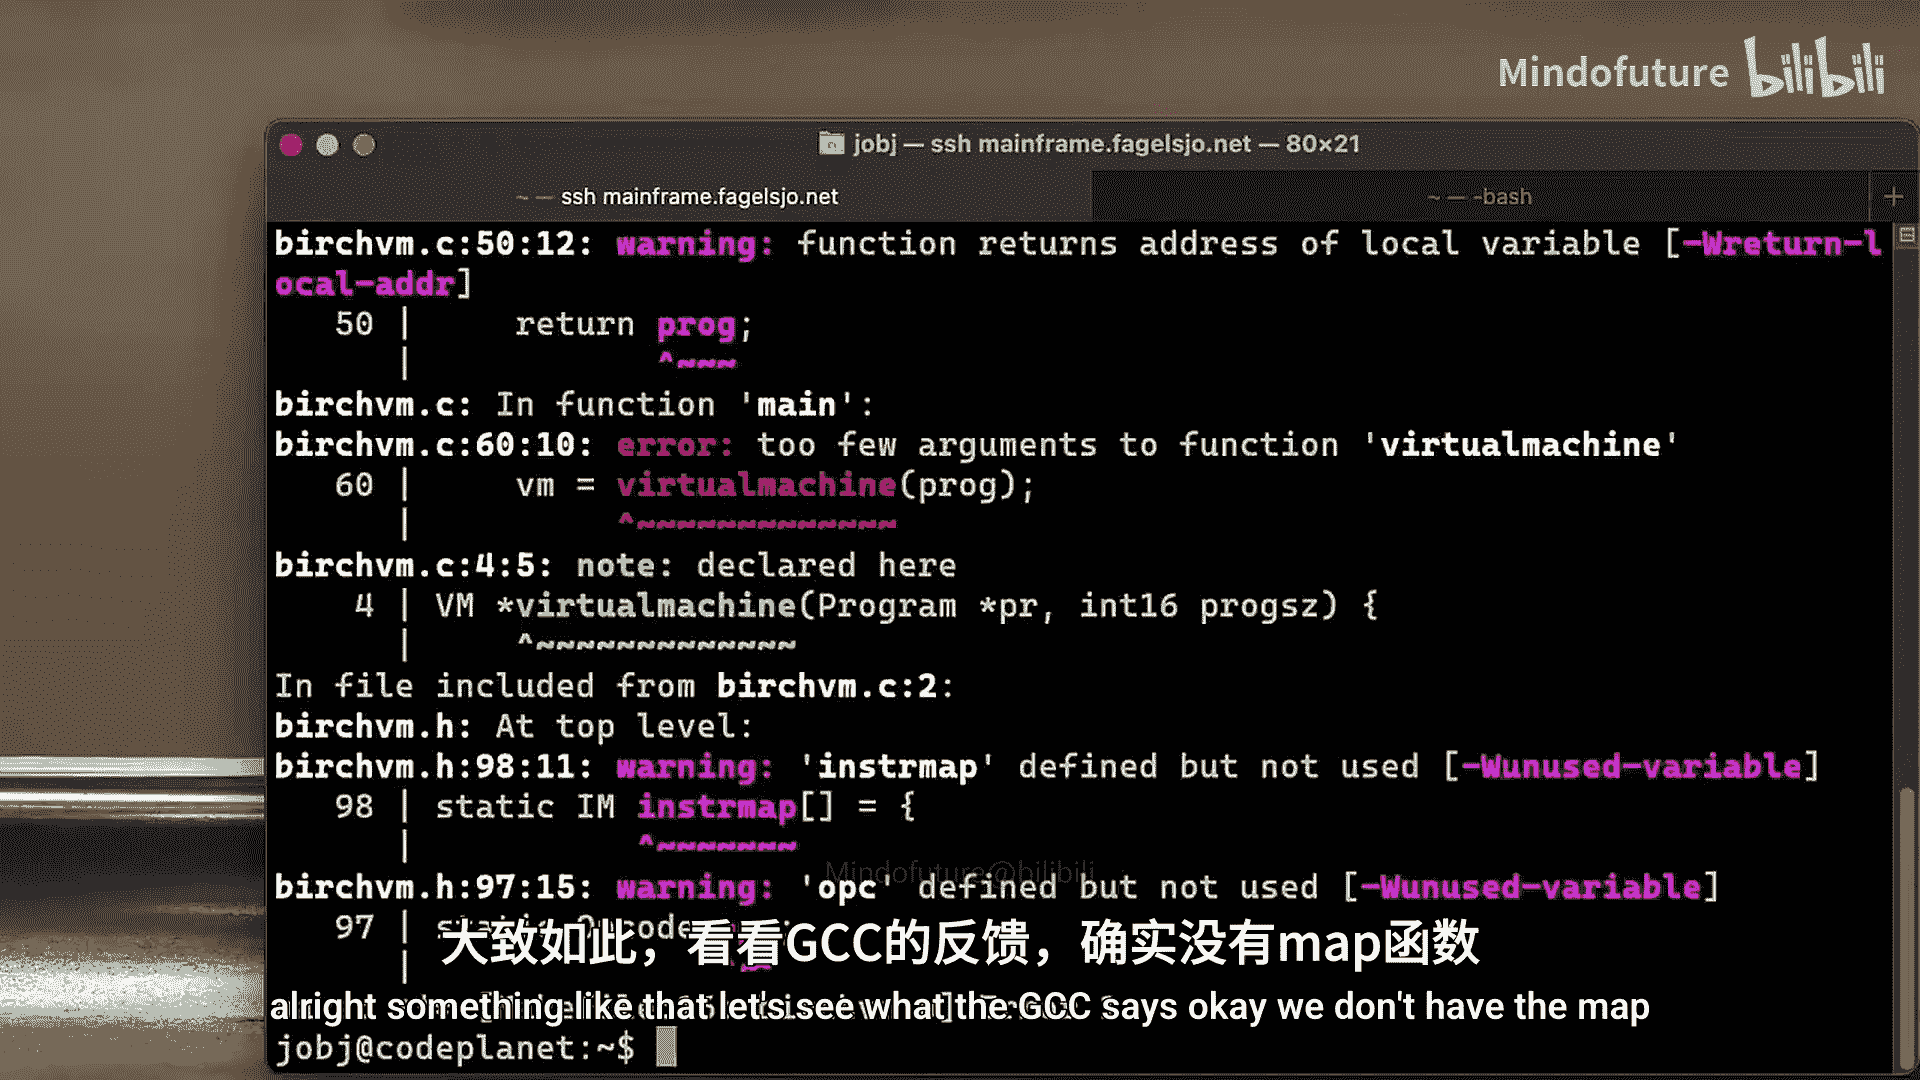 Mindofuture bilibili
jobj — ssh mainframe.fagelsjo.net — 80×21
~ — ssh mainframe.fagelsjo.net
~ — -bash
+
birchvm.c:50:12: warning: function returns address of local variable [-Wreturn-l
ocal-addr]
50 |     return prog;
|            ^~~~
birchvm.c: In function 'main':
birchvm.c:60:10: error: too few arguments to function 'virtualmachine'
60 |     vm = virtualmachine(prog);
|          ^~~~~~~~~~~~~~
birchvm.c:4:5: note: declared here
4 | VM *virtualmachine(Program *pr, int16 progsz) {
|     ^~~~~~~~~~~~~~
In file included from birchvm.c:2:
birchvm.h: At top level:
birchvm.h:98:11: warning: 'instrmap' defined but not used [-Wunused-variable]
98 | static IM instrmap[] = {
|           ^~~~~~~~
Mindofuture@bilibili
birchvm.h:97:15: warning: 'opc' defined but not used [-Wunused-variable]
97 |
大致如此，看看GCC的反馈，确实没有map函数
|
alright something like that let's see what the GCC says okay we don't have the map
jobj@codeplanet:~$